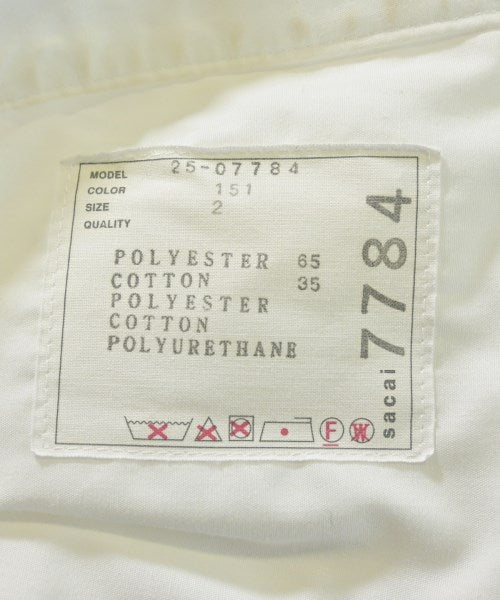 MODEL 25-07784
COLOR 151
SIZE 2
QUALITY
POLYESTER 65
COTTON 35
POLYESTER
COTTON
POLYURETHANE
F W
sacai 7784